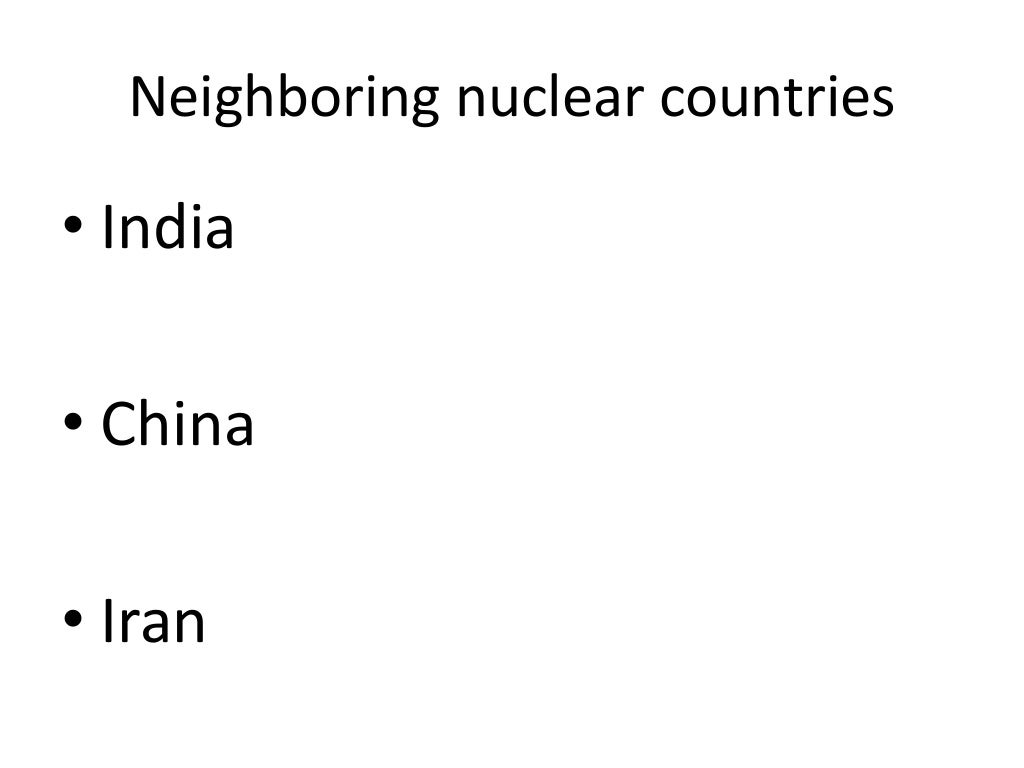 Neighboring nuclear countries
• India
• China
• Iran